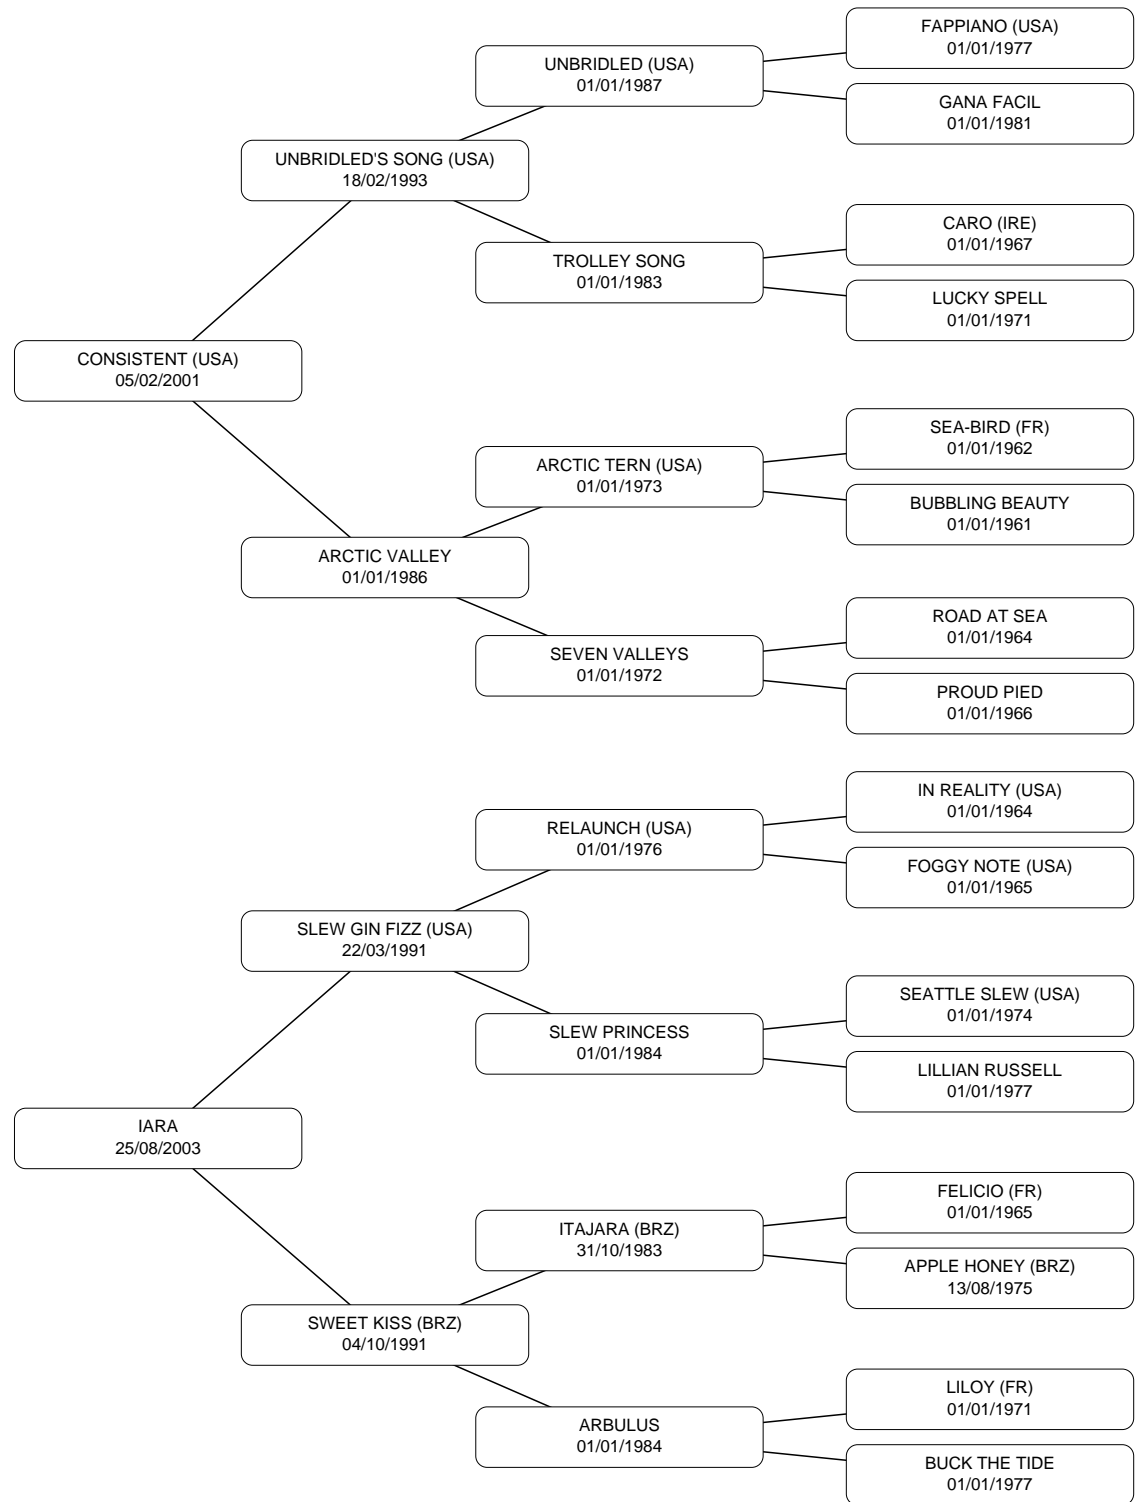 FAPPIANO (USA)
01/01/1977
UNBRIDLED (USA)
01/01/1987
GANA FACIL
01/01/1981
UNBRIDLED'S SONG (USA)
18/02/1993
CARO (IRE)
01/01/1967
TROLLEY SONG
01/01/1983
LUCKY SPELL
01/01/1971
CONSISTENT (USA)
05/02/2001
SEA-BIRD (FR)
01/01/1962
ARCTIC TERN (USA)
01/01/1973
BUBBLING BEAUTY
01/01/1961
ARCTIC VALLEY
01/01/1986
ROAD AT SEA
01/01/1964
SEVEN VALLEYS
01/01/1972
PROUD PIED
01/01/1966
IN REALITY (USA)
01/01/1964
RELAUNCH (USA)
01/01/1976
FOGGY NOTE (USA)
01/01/1965
SLEW GIN FIZZ (USA)
22/03/1991
SEATTLE SLEW (USA)
01/01/1974
SLEW PRINCESS
01/01/1984
LILLIAN RUSSELL
01/01/1977
IARA
25/08/2003
FELICIO (FR)
01/01/1965
ITAJARA (BRZ)
31/10/1983
APPLE HONEY (BRZ)
13/08/1975
SWEET KISS (BRZ)
04/10/1991
LILOY (FR)
01/01/1971
ARBULUS
01/01/1984
BUCK THE TIDE
01/01/1977